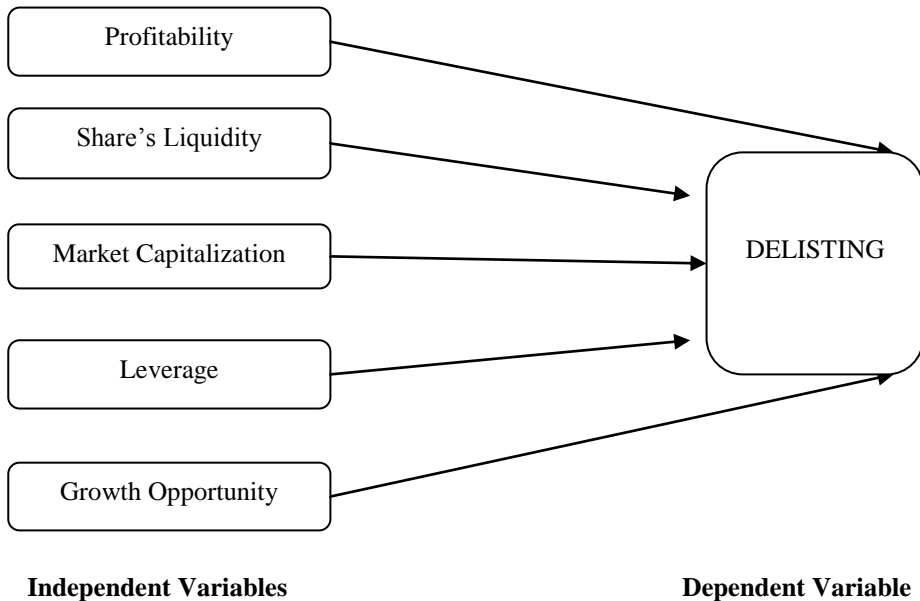 Profitability
Share’s Liquidity
Market Capitalization
DELISTING
Leverage
Growth Opportunity
Independent Variables
Dependent Variable